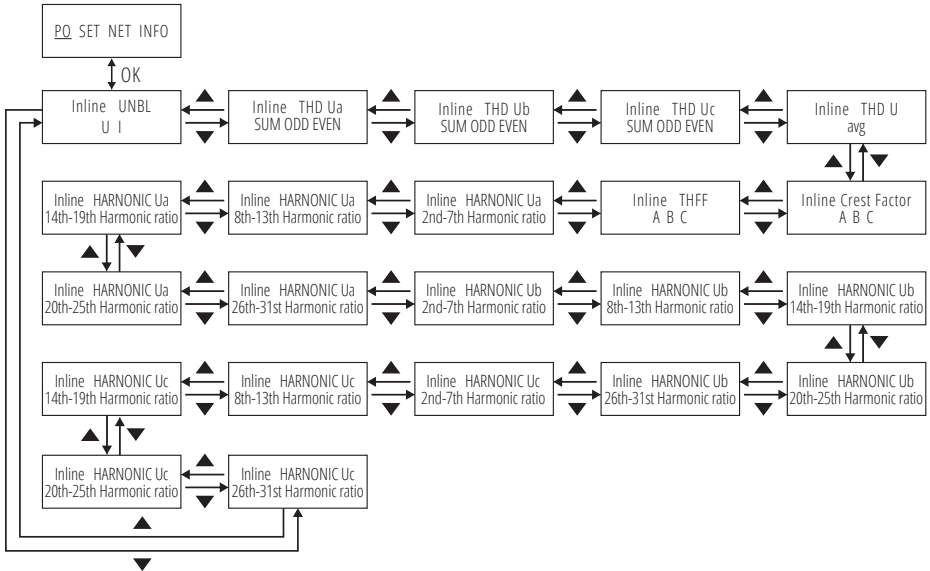 PO SET NET INFO
OK
Inline UNBL
U I
Inline THD Ua
SUM ODD EVEN
Inline THD Ub
SUM ODD EVEN
Inline THD Uc
SUM ODD EVEN
Inline THD U
avg
Inline HARNONIC Ua
14th-19th Harmonic ratio
Inline HARNONIC Ua
8th-13th Harmonic ratio
Inline HARNONIC Ua
2nd-7th Harmonic ratio
Inline THFF
A B C
Inline Crest Factor
A B C
Inline HARNONIC Ua
20th-25th Harmonic ratio
Inline HARNONIC Ua
26th-31st Harmonic ratio
Inline HARNONIC Ub
2nd-7th Harmonic ratio
Inline HARNONIC Ub
8th-13th Harmonic ratio
Inline HARNONIC Ub
14th-19th Harmonic ratio
Inline HARNONIC Uc
14th-19th Harmonic ratio
Inline HARNONIC Uc
8th-13th Harmonic ratio
Inline HARNONIC Uc
2nd-7th Harmonic ratio
Inline HARNONIC Ub
26th-31st Harmonic ratio
Inline HARNONIC Ub
20th-25th Harmonic ratio
Inline HARNONIC Uc
20th-25th Harmonic ratio
Inline HARNONIC Uc
26th-31st Harmonic ratio